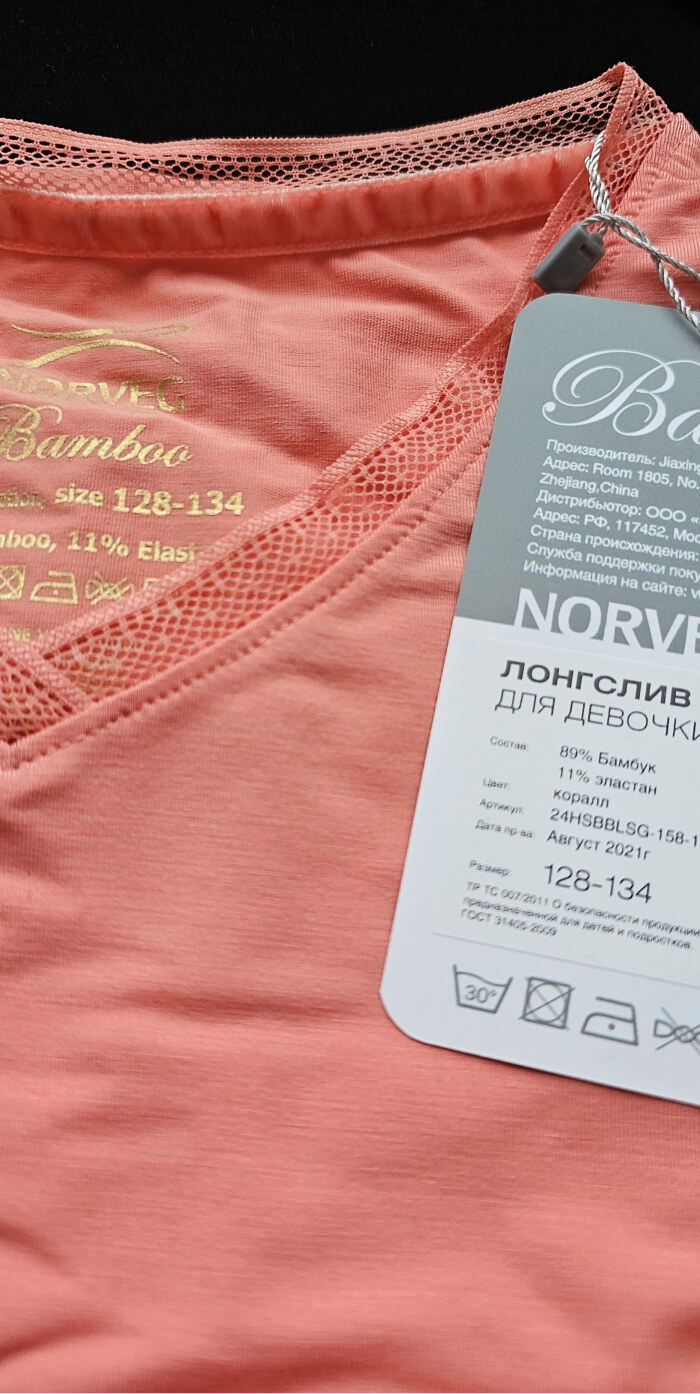 NORVEG
Bamboo
size 128-134
11% Elast
Ba
Производитель: Jiaxin
Адрес: Room 1805, No.
Zhejiang,China
Дистрибьютор: ООО
Адрес: РФ, 117452, Мос
Страна происхождения:
Служба поддержки поку
Информация на сайте: w
NORVE
ЛОНГСЛИВ
ДЛЯ ДЕВОЧКИ
Состав: 89% Бамбук
11% эластан
Цвет: коралл
Артикул: 24HSBBLSG-158-1
Дата пр-ва: Август 2021г
Размер: 128-134
ТР ТС 007/2011 О безопасности продукции
предназначенной для детей и подростков.
ГОСТ 31405-2009
30°